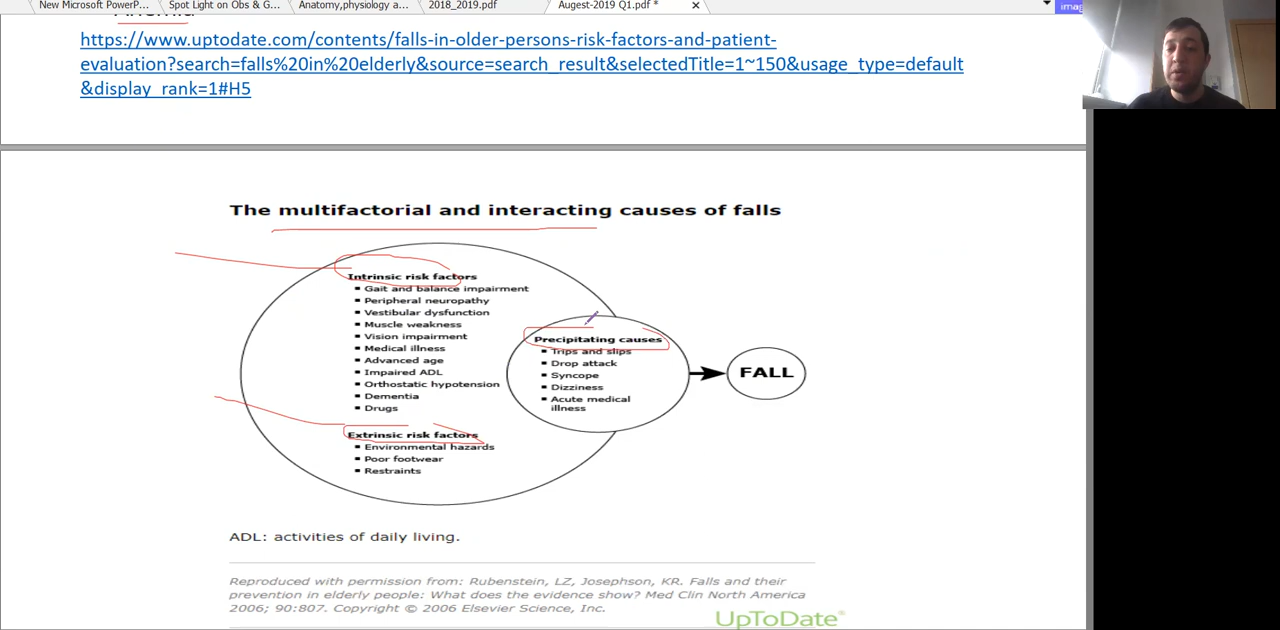 New Microsoft PowerP...
Spot Light on Obs & G...
Anatomy,physiology a...
2018_2019.pdf
Augest-2019 Q1.pdf *
https://www.uptodate.com/contents/falls-in-older-persons-risk-factors-and-patient-
evaluation?search=falls%20in%20elderly&source=search_result&selectedTitle=1~150&usage_type=default
&display_rank=1#H5
The multifactorial and interacting causes of falls
Intrinsic risk factors
▪ Gait and balance impairment
▪ Peripheral neuropathy
▪ Vestibular dysfunction
▪ Muscle weakness
▪ Vision impairment
▪ Medical illness
▪ Advanced age
▪ Impaired ADL
▪ Orthostatic hypotension
▪ Dementia
▪ Drugs
Extrinsic risk factors
▪ Environmental hazards
▪ Poor footwear
▪ Restraints
Precipitating causes
▪ Trips and slips
▪ Drop attack
▪ Syncope
▪ Dizziness
▪ Acute medical
illness
FALL
ADL: activities of daily living.
Reproduced with permission from: Rubenstein, LZ, Josephson, KR. Falls and their
prevention in elderly people: What does the evidence show? Med Clin North America
2006; 90:807. Copyright © 2006 Elsevier Science, Inc.
UpToDate®